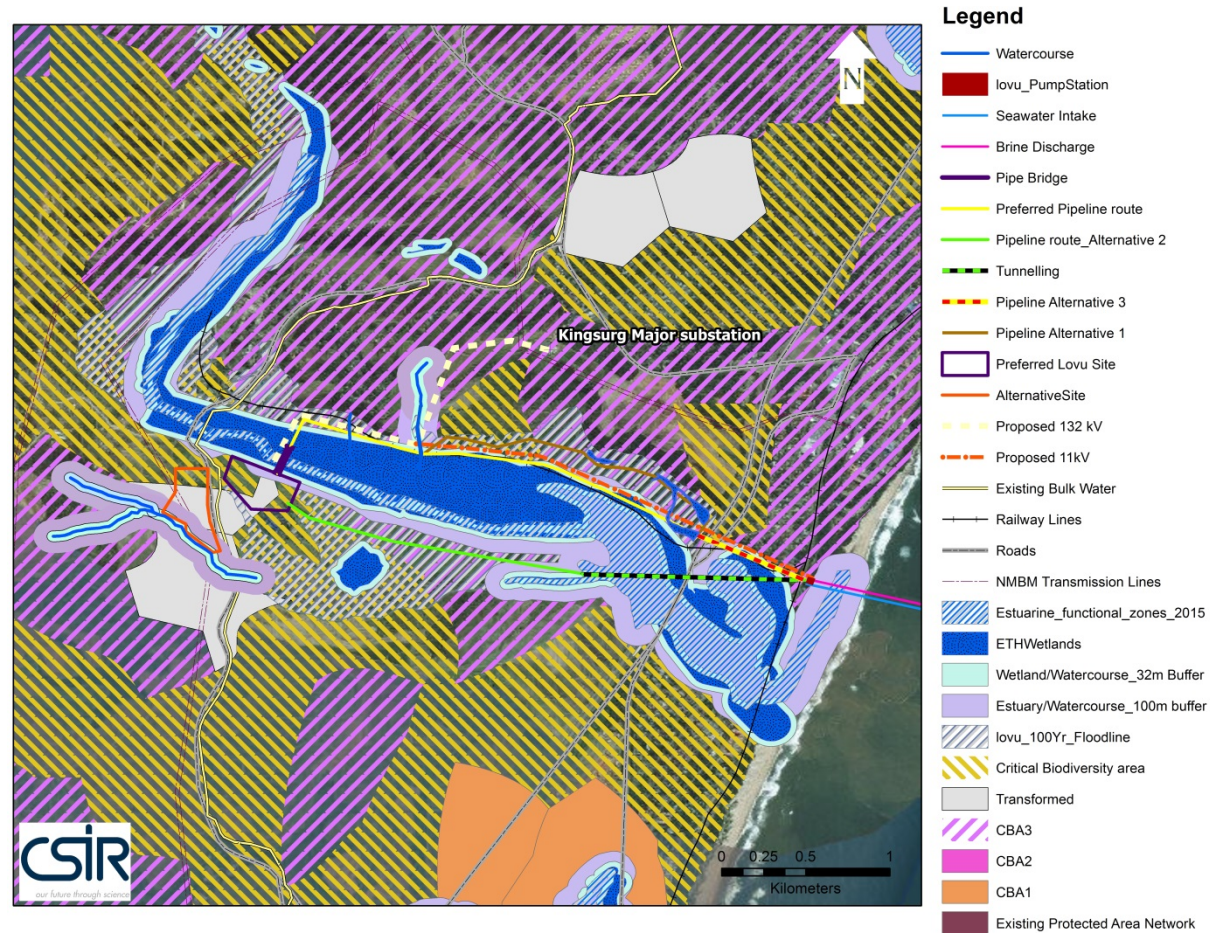 Legend
Watercourse
lovu_PumpStation
Seawater Intake
Brine Discharge
Pipe Bridge
Preferred Pipeline route
Pipeline route_Alternative 2
Tunnelling
Pipeline Alternative 3
Pipeline Alternative 1
Preferred Lovu Site
AlternativeSite
Proposed 132 kV
Proposed 11kV
Existing Bulk Water
Railway Lines
Roads
NMBM Transmission Lines
Estuarine_functional_zones_2015
ETHWetlands
Wetland/Watercourse_32m Buffer
Estuary/Watercourse_100m buffer
lovu_100Yr_Floodline
Critical Biodiversity area
Transformed
CBA3
CBA2
CBA1
Existing Protected Area Network
N
Kingsurg Major substation
0 0.25 0.5 1
Kilometers
CSIR
our future through science